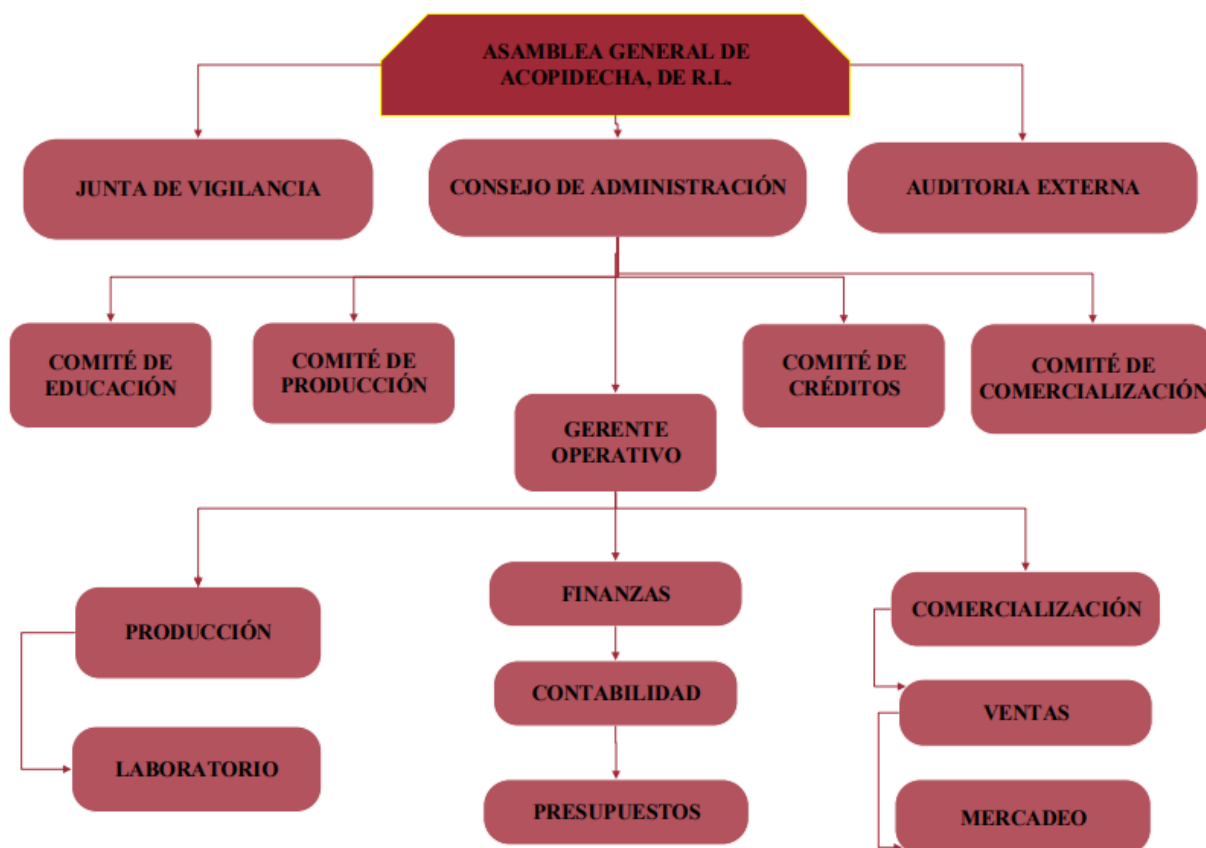 ASAMBLEA GENERAL DE
ACOPIDECHA, DE R.L.
JUNTA DE VIGILANCIA
CONSEJO DE ADMINISTRACIÓN
AUDITORIA EXTERNA
COMITÉ DE
EDUCACIÓN
COMITÉ DE
PRODUCCIÓN
COMITÉ DE
CRÉDITOS
COMITÉ DE
COMERCIALIZACIÓN
GERENTE
OPERATIVO
PRODUCCIÓN
FINANZAS
COMERCIALIZACIÓN
LABORATORIO
CONTABILIDAD
VENTAS
PRESUPUESTOS
MERCADEO